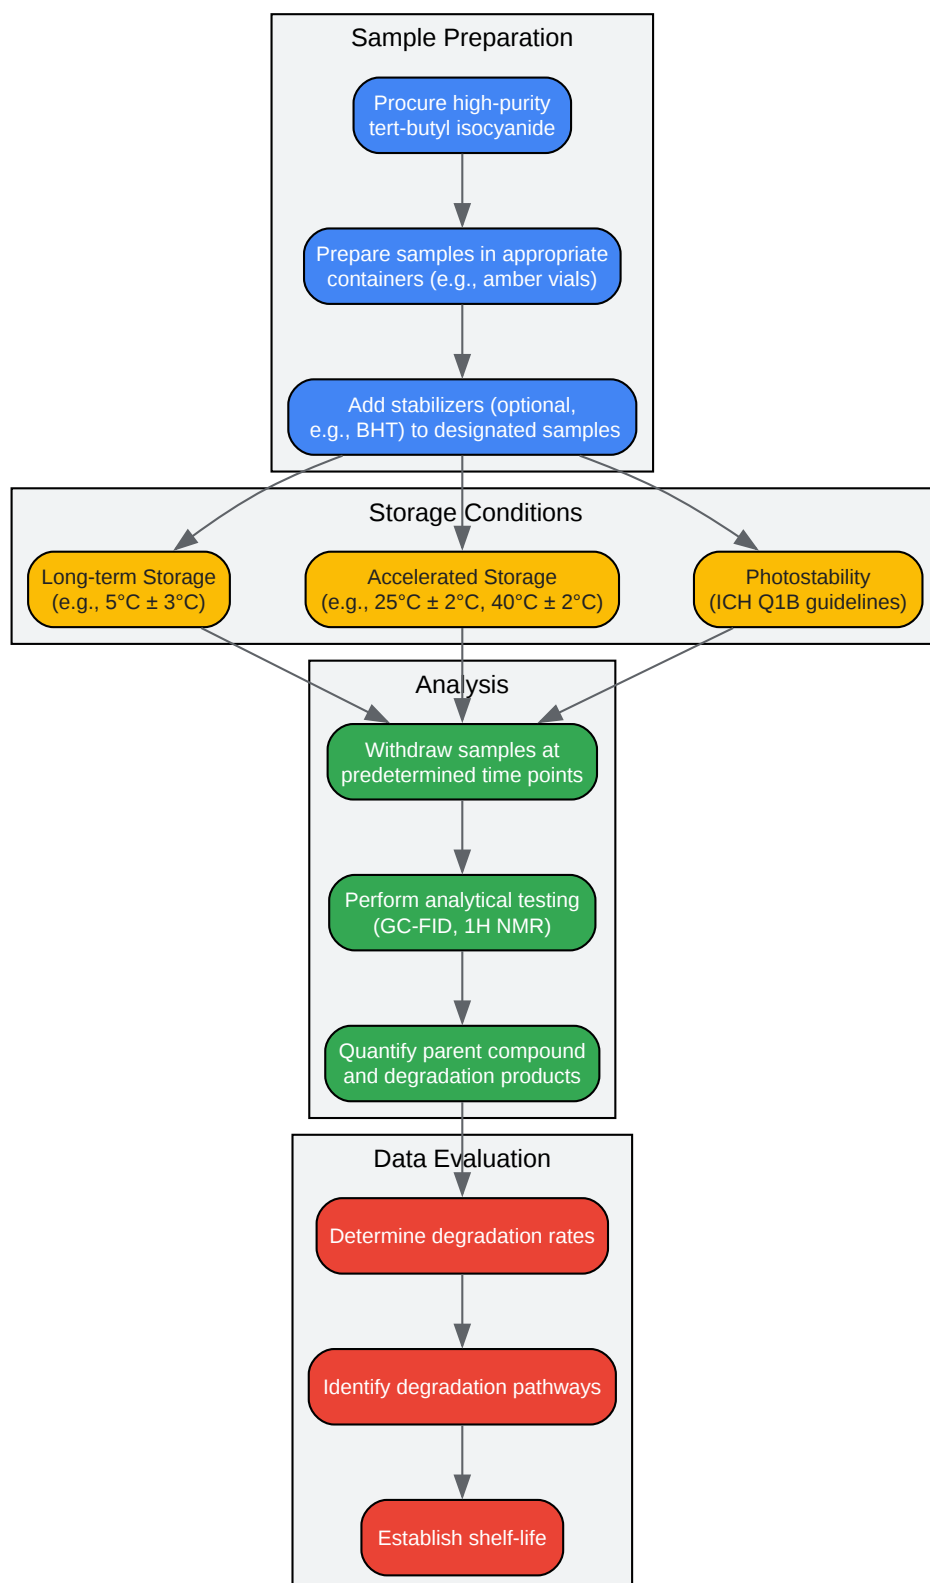 Sample Preparation
Procure high-purity
tert-butyl isocyanide
Prepare samples in appropriate
containers (e.g., amber vials)
Add stabilizers (optional,
e.g., BHT) to designated samples
Storage Conditions
Long-term Storage
(e.g., 5°C ± 3°C)
Accelerated Storage
(e.g., 25°C ± 2°C, 40°C ± 2°C)
Photostability
(ICH Q1B guidelines)
Analysis
Withdraw samples at
predetermined time points
Perform analytical testing
(GC-FID, 1H NMR)
Quantify parent compound
and degradation products
Data Evaluation
Determine degradation rates
Identify degradation pathways
Establish shelf-life